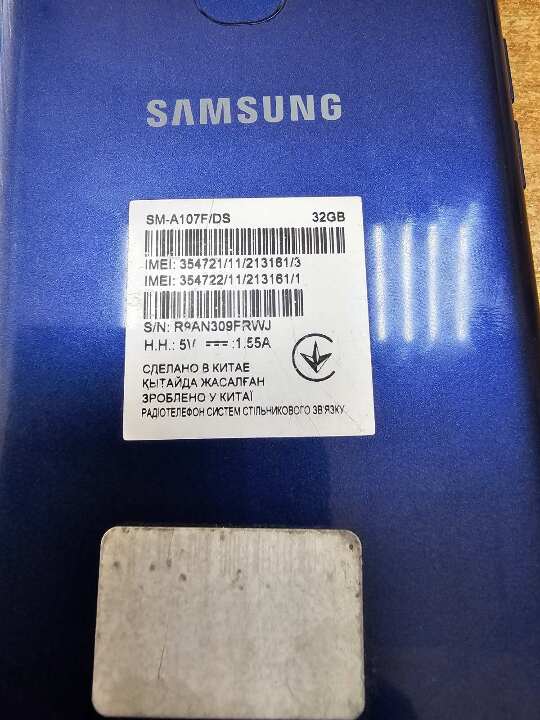 SAMSUNG
SM-A107F/DS 32GB
IMEI: 354721/11/213161/3
IMEI: 354722/11/213161/1
S/N: R9AN309FRWJ
H.H.: 5V ⎓ :1.55A
СДЕЛАНО В КИТАЕ
ҚЫТАЙДА ЖАСАЛҒАН
ЗРОБЛЕНО У КИТАЇ
РАДІОТЕЛЕФОН СИСТЕМ СТІЛЬНИКОВОГО ЗВ'ЯЗКУ